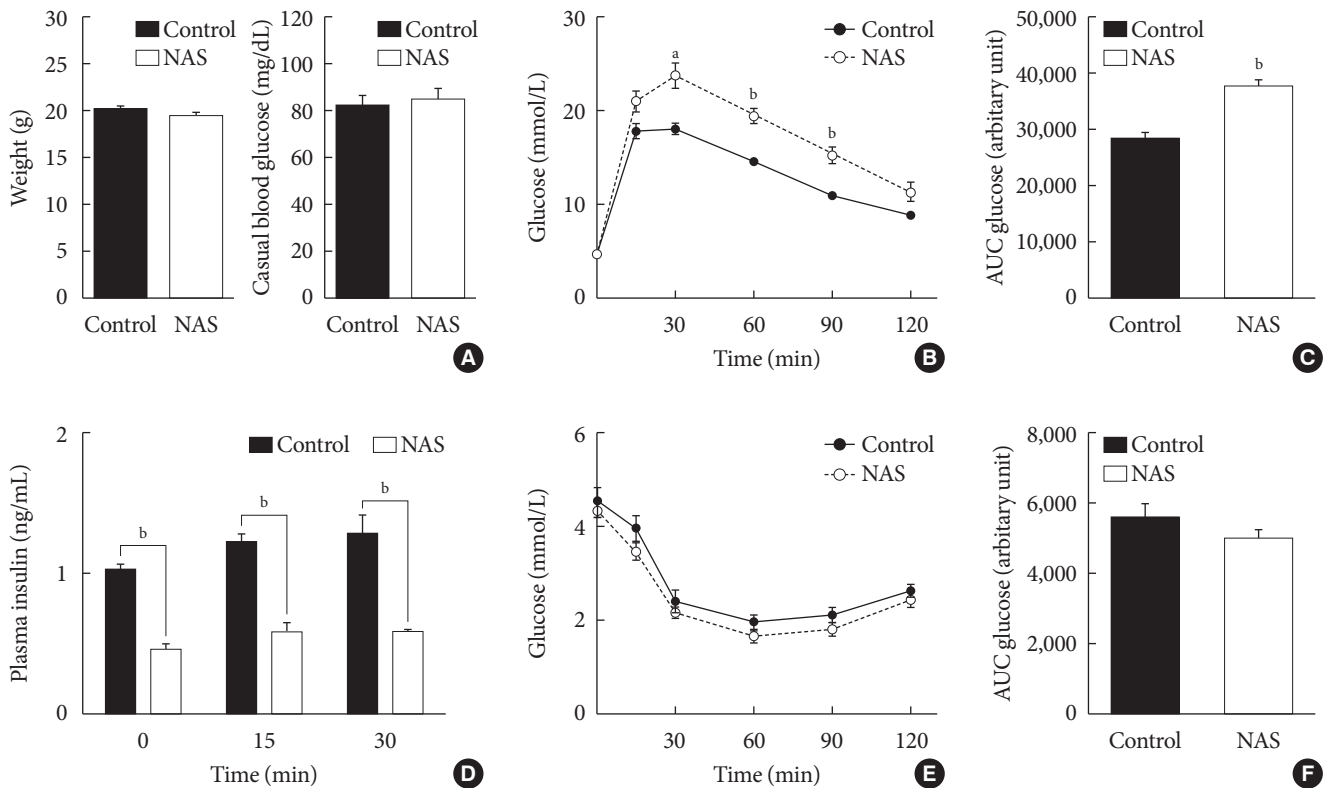 30
25
20
15
10
5
0
Weight (g)
Control
NAS
Control NAS
120
100
80
60
40
20
0
Casual blood glucose (mg/dL)
Control
NAS
Control NAS
A
30
20
10
0
Glucose (mmol/L)
Control
NAS
a
b
b
30 60 90 120
Time (min)
B
50,000
40,000
30,000
20,000
10,000
0
AUC glucose (arbitary unit)
Control
NAS
b
Control NAS
C
2
1
0
Plasma insulin (ng/mL)
Control NAS
b
b
b
0 15 30
Time (min)
D
6
4
2
0
Glucose (mmol/L)
Control
NAS
30 60 90 120
Time (min)
E
8,000
6,000
4,000
2,000
0
AUC glucose (arbitary unit)
Control
NAS
Control NAS
F